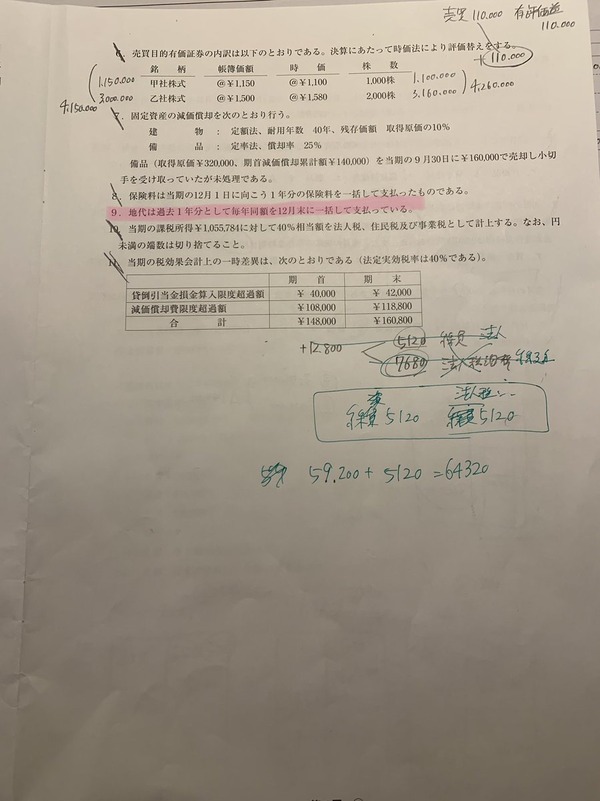 売買 110.000 有評価益
110.000
6. 売買目的有価証券の内訳は以下のとおりである。決算にあたって時価法により評価替えをする。
+110.000
銘柄 帳簿価額 時価 株数
1.150.000 甲社株式 @¥1,150 @¥1,100 1,000株 1.100.000
4.150.000 3.000.000 乙社株式 @¥1,500 @¥1,580 2,000株 3.160.000 4,260.000
7. 固定資産の減価償却を次のとおり行う。
建物 : 定額法、耐用年数 40年、残存価額 取得原価の10%
備品 : 定率法、償却率 25%
備品（取得原価¥320,000、期首減価償却累計額¥140,000）を当期の9月30日に¥160,000で売却し小切
手を受け取っていたが未処理である。
8. 保険料は当期の12月1日に向こう1年分の保険料を一括して支払ったものである。
9. 地代は過去1年分として毎年同額を12月末に一括して支払っている。
10. 当期の課税所得¥1,055,784に対して40%相当額を法人税、住民税及び事業税として計上する。なお、円
未満の端数は切り捨てること。
11. 当期の税効果会計上の一時差異は、次のとおりである（法定実効税率は40%である）。
期首 期末
貸倒引当金損金算入限度超過額 ¥ 40,000 ¥ 42,000
減価償却費限度超過額 ¥108,000 ¥118,800
合計 ¥148,000 ¥160,800
+12.800 5120 繰資 法人
7680 法人税
法人税
繰資 5120 5120
59.200 + 5120 = 64320